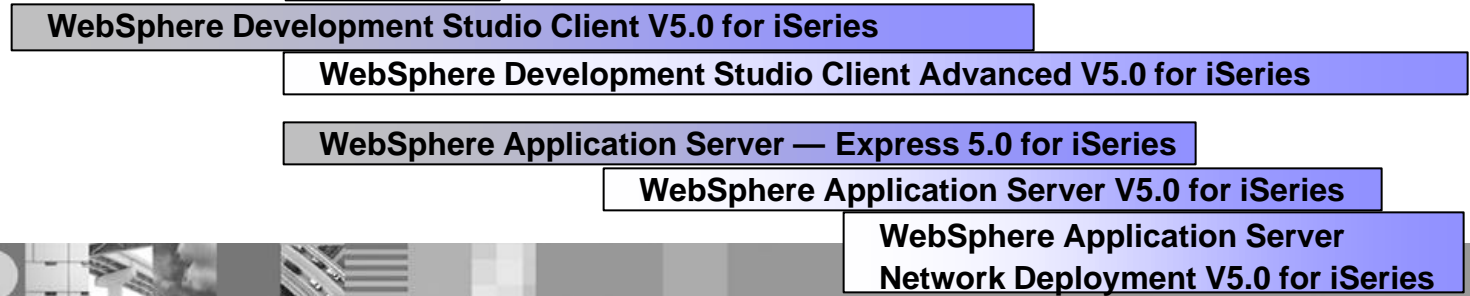 WebSphere Development Studio Client V5.0 for iSeries
WebSphere Development Studio Client Advanced V5.0 for iSeries
WebSphere Application Server — Express 5.0 for iSeries
WebSphere Application Server V5.0 for iSeries
WebSphere Application Server
Network Deployment V5.0 for iSeries